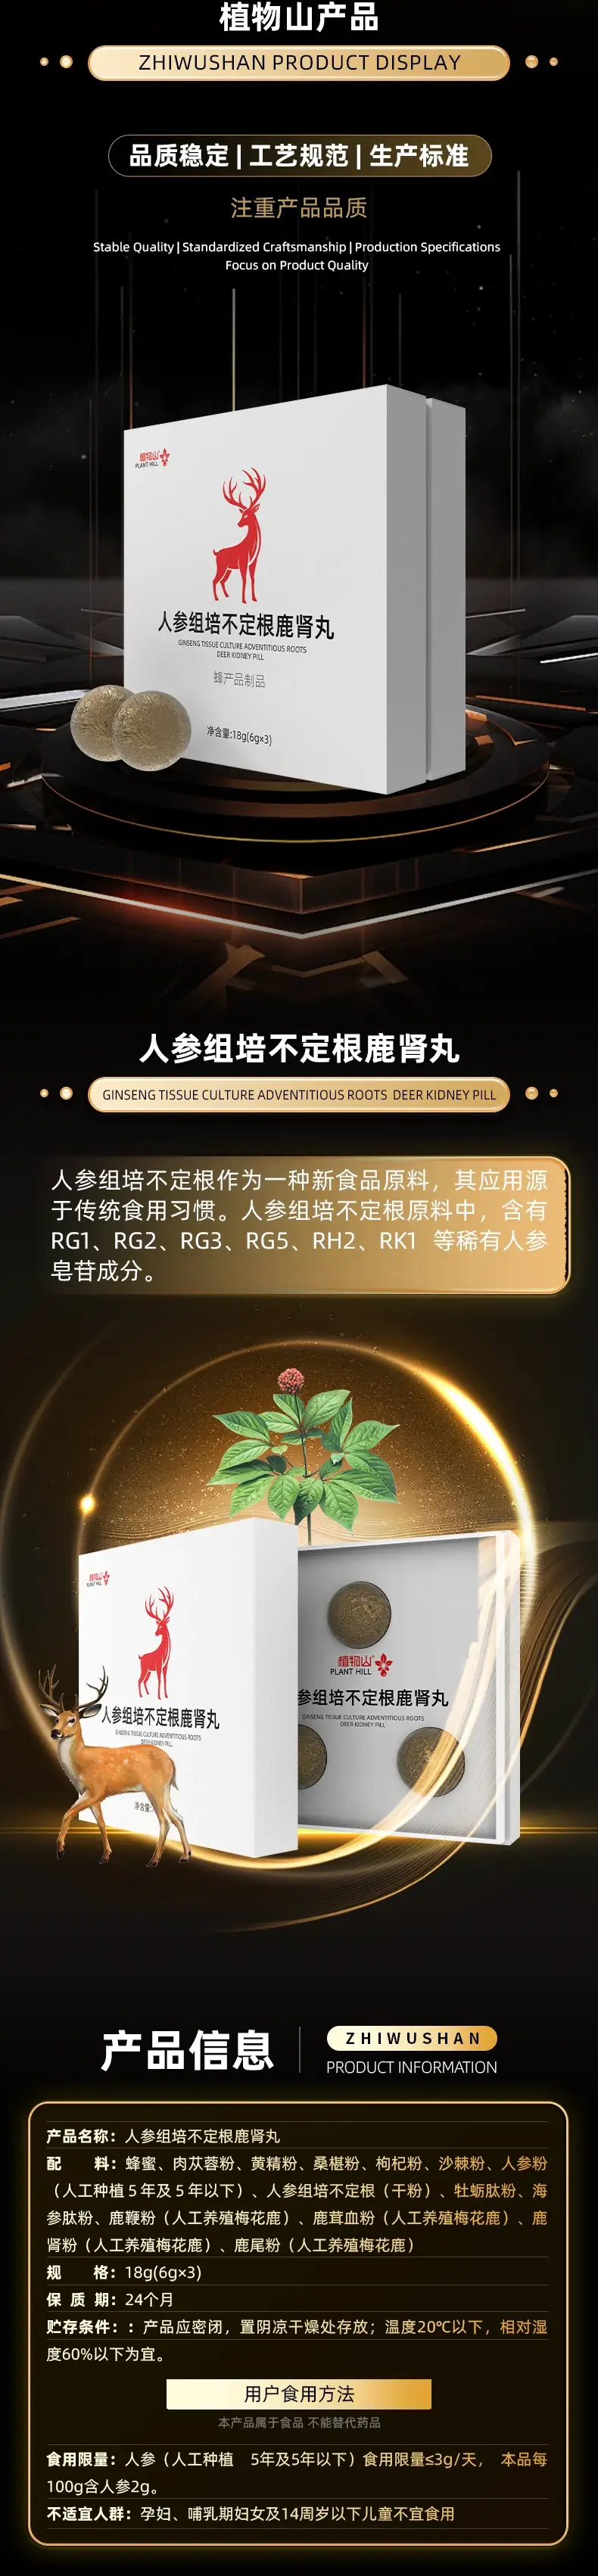 植物山产品
ZHIWUSHAN PRODUCT DISPLAY
品质稳定 | 工艺规范 | 生产标准
注重产品品质
Stable Quality | Standardized Craftsmanship | Production Specifications
Focus on Product Quality
植物山
PLANT HILL
人参组培不定根鹿肾丸
GINSENG TISSUE CULTURE ADVENTITIOUS ROOTS
DEER KIDNEY PILL
蜂产品制品
净含量:18g(6g×3)
人参组培不定根鹿肾丸
GINSENG TISSUE CULTURE ADVENTITIOUS ROOTS DEER KIDNEY PILL
人参组培不定根作为一种新食品原料，其应用源
于传统食用习惯。人参组培不定根原料中，含有
RG1、RG2、RG3、RG5、RH2、RK1 等稀有人参
皂苷成分。
植物山
PLANT HILL
人参组培不定根鹿肾丸
GINSENG TISSUE CULTURE ADVENTITIOUS ROOTS
DEER KIDNEY PILL
净含量:
植物山
PLANT HILL
参组培不定根鹿肾丸
GINSENG TISSUE CULTURE ADVENTITIOUS ROOTS
DEER KIDNEY PILL
产品信息
ZHIWUSHAN
PRODUCT INFORMATION
产品名称：人参组培不定根鹿肾丸
配 料：蜂蜜、肉苁蓉粉、黄精粉、桑椹粉、枸杞粉、沙棘粉、人参粉
（人工种植5年及5年以下）、人参组培不定根（干粉）、牡蛎肽粉、海
参肽粉、鹿鞭粉（人工养殖梅花鹿）、鹿茸血粉（人工养殖梅花鹿）、鹿
肾粉（人工养殖梅花鹿）、鹿尾粉（人工养殖梅花鹿）
规 格：18g(6g×3)
保 质 期：24个月
贮存条件：：产品应密闭，置阴凉干燥处存放；温度20℃以下，相对湿
度60%以下为宜。
用户食用方法
本产品属于食品 不能替代药品
食用限量：人参（人工种植 5年及5年以下）食用限量≤3g/天， 本品每
100g含人参2g。
不适宜人群：孕妇、哺乳期妇女及14周岁以下儿童不宜食用